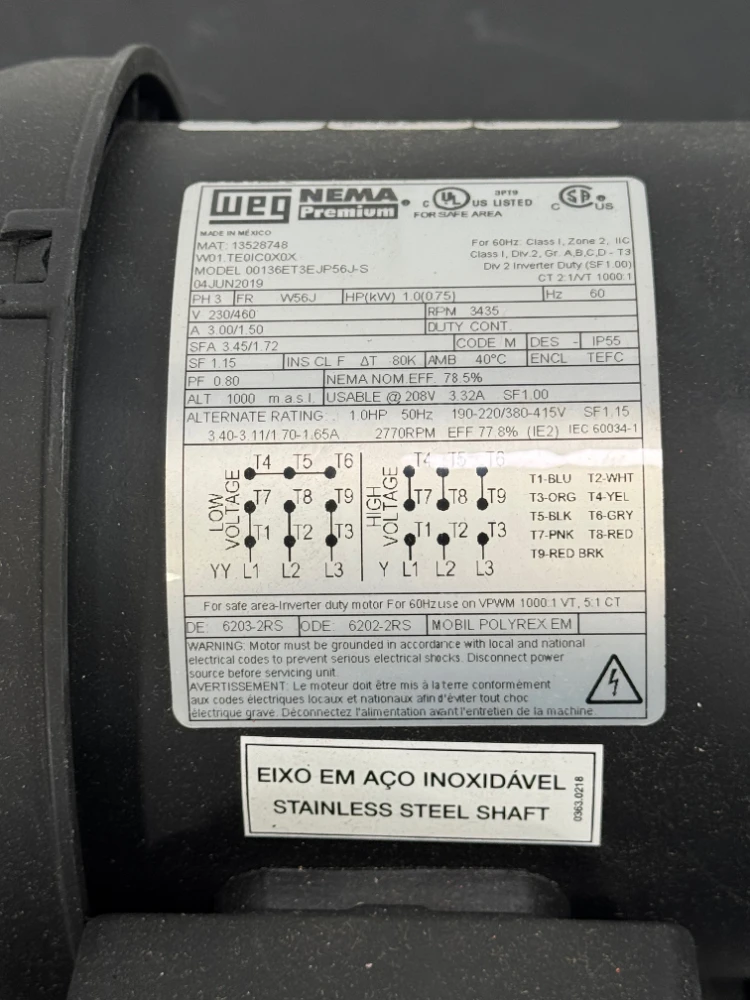 WEG NEMA Premium c UL US LISTED 3PT9 FOR SAFE AREA c SA US
MADE IN MÉXICO
MAT: 13528748
W01.TE0IC0X0X
MODEL 00136ET3EJP56J-S
04JUN2019
For 60Hz: Class I, Zone 2, IIC
Class I, Div.2, Gr. A,B,C,D - T3
Div 2 Inverter Duty (SF1.00)
CT 2:1/VT 1000:1
PH 3 FR W56J HP(kW) 1.0(0.75) Hz 60
V 230/460 RPM 3435
A 3.00/1.50 DUTY CONT.
SFA 3.45/1.72 CODE M DES - IP55
SF 1.15 INS CL F ΔT 80K AMB 40°C ENCL TEFC
PF 0.80 NEMA NOM.EFF. 78.5%
ALT 1000 m.a.s.l. USABLE @ 208V 3.32A SF1.00
ALTERNATE RATING: 1.0HP 50Hz 190-220/380-415V SF1.15
3.40-3.11/1.70-1.65A 2770RPM EFF 77.8% (IE2) IEC 60034-1
LOW VOLTAGE
T4 T5 T6
T7 T8 T9
T1 T2 T3
YY L1 L2 L3
HIGH VOLTAGE
T4 T5 T6
T7 T8 T9
T1 T2 T3
Y L1 L2 L3
T1-BLU T2-WHT
T3-ORG T4-YEL
T5-BLK T6-GRY
T7-PNK T8-RED
T9-RED BRK
For safe area-Inverter duty motor For 60Hz use on VPWM 1000:1 VT, 5:1 CT
DE: 6203-2RS ODE: 6202-2RS MOBIL POLYREX EM
WARNING: Motor must be grounded in accordance with local and national
electrical codes to prevent serious electrical shocks. Disconnect power
source before servicing unit.
AVERTISSEMENT: Le moteur doit être mis à la terre conformément
aux codes électriques locaux et nationaux afin d'éviter tout choc
électrique grave. Déconnectez l'alimentation avant l'entretien de la machine.
EIXO EM AÇO INOXIDÁVEL
STAINLESS STEEL SHAFT
0363.0218